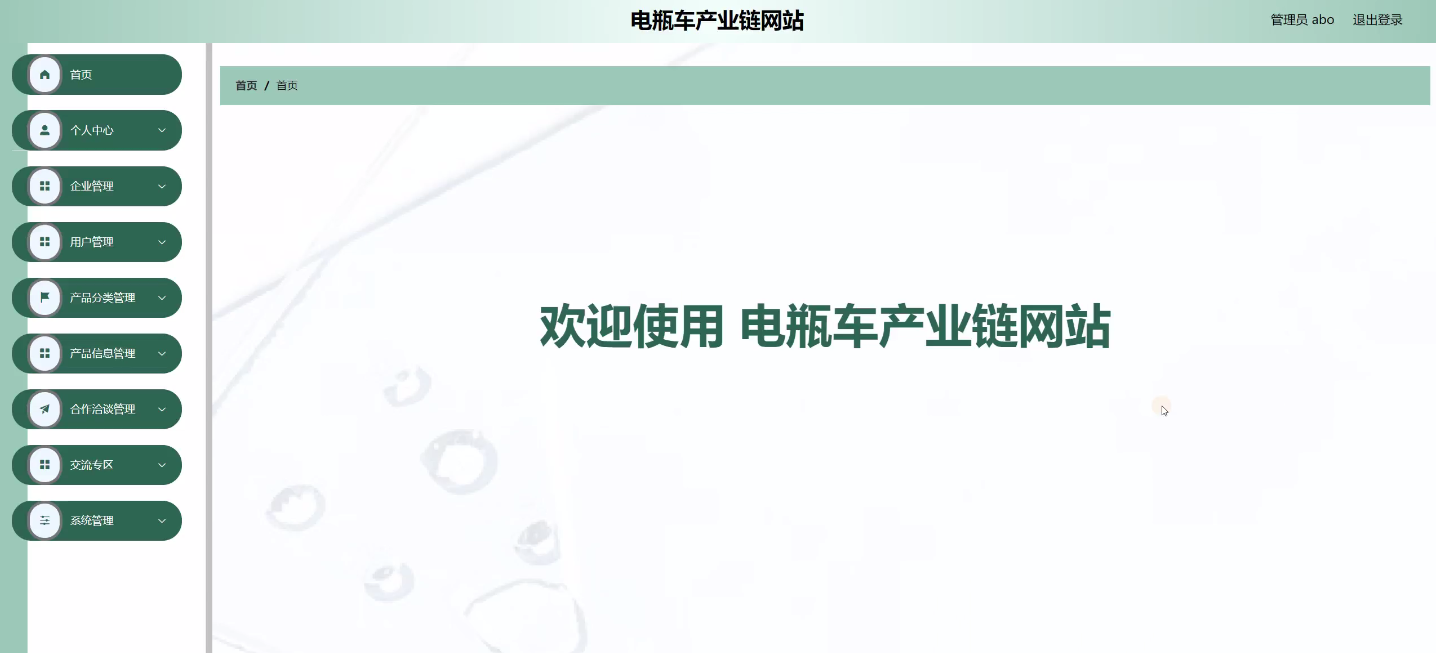 电瓶车产业链网站
管理员 abo 退出登录
首页
个人中心
企业管理
用户管理
产品分类管理
产品信息管理
合作洽谈管理
交流专区
系统管理
首页 / 首页
欢迎使用 电瓶车产业链网站